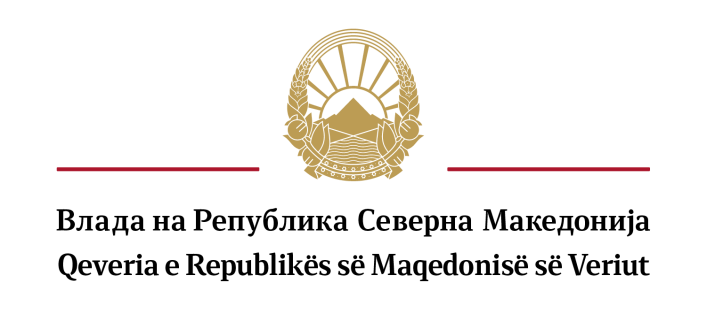 Влада на Република Северна Македонија
Qeveria e Republikës së Maqedonisë së Veriut